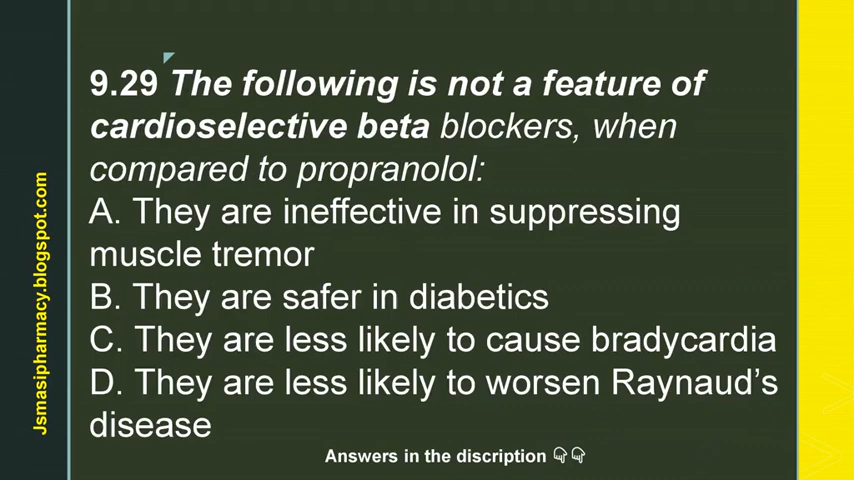 9.29 The following is not a feature of
cardioselective beta blockers, when
compared to propranolol:
A. They are ineffective in suppressing
muscle tremor
B. They are safer in diabetics
C. They are less likely to cause bradycardia
D. They are less likely to worsen Raynaud’s
disease
Answers in the discription 👇👇
Jsmasipharmacy.blogspot.com